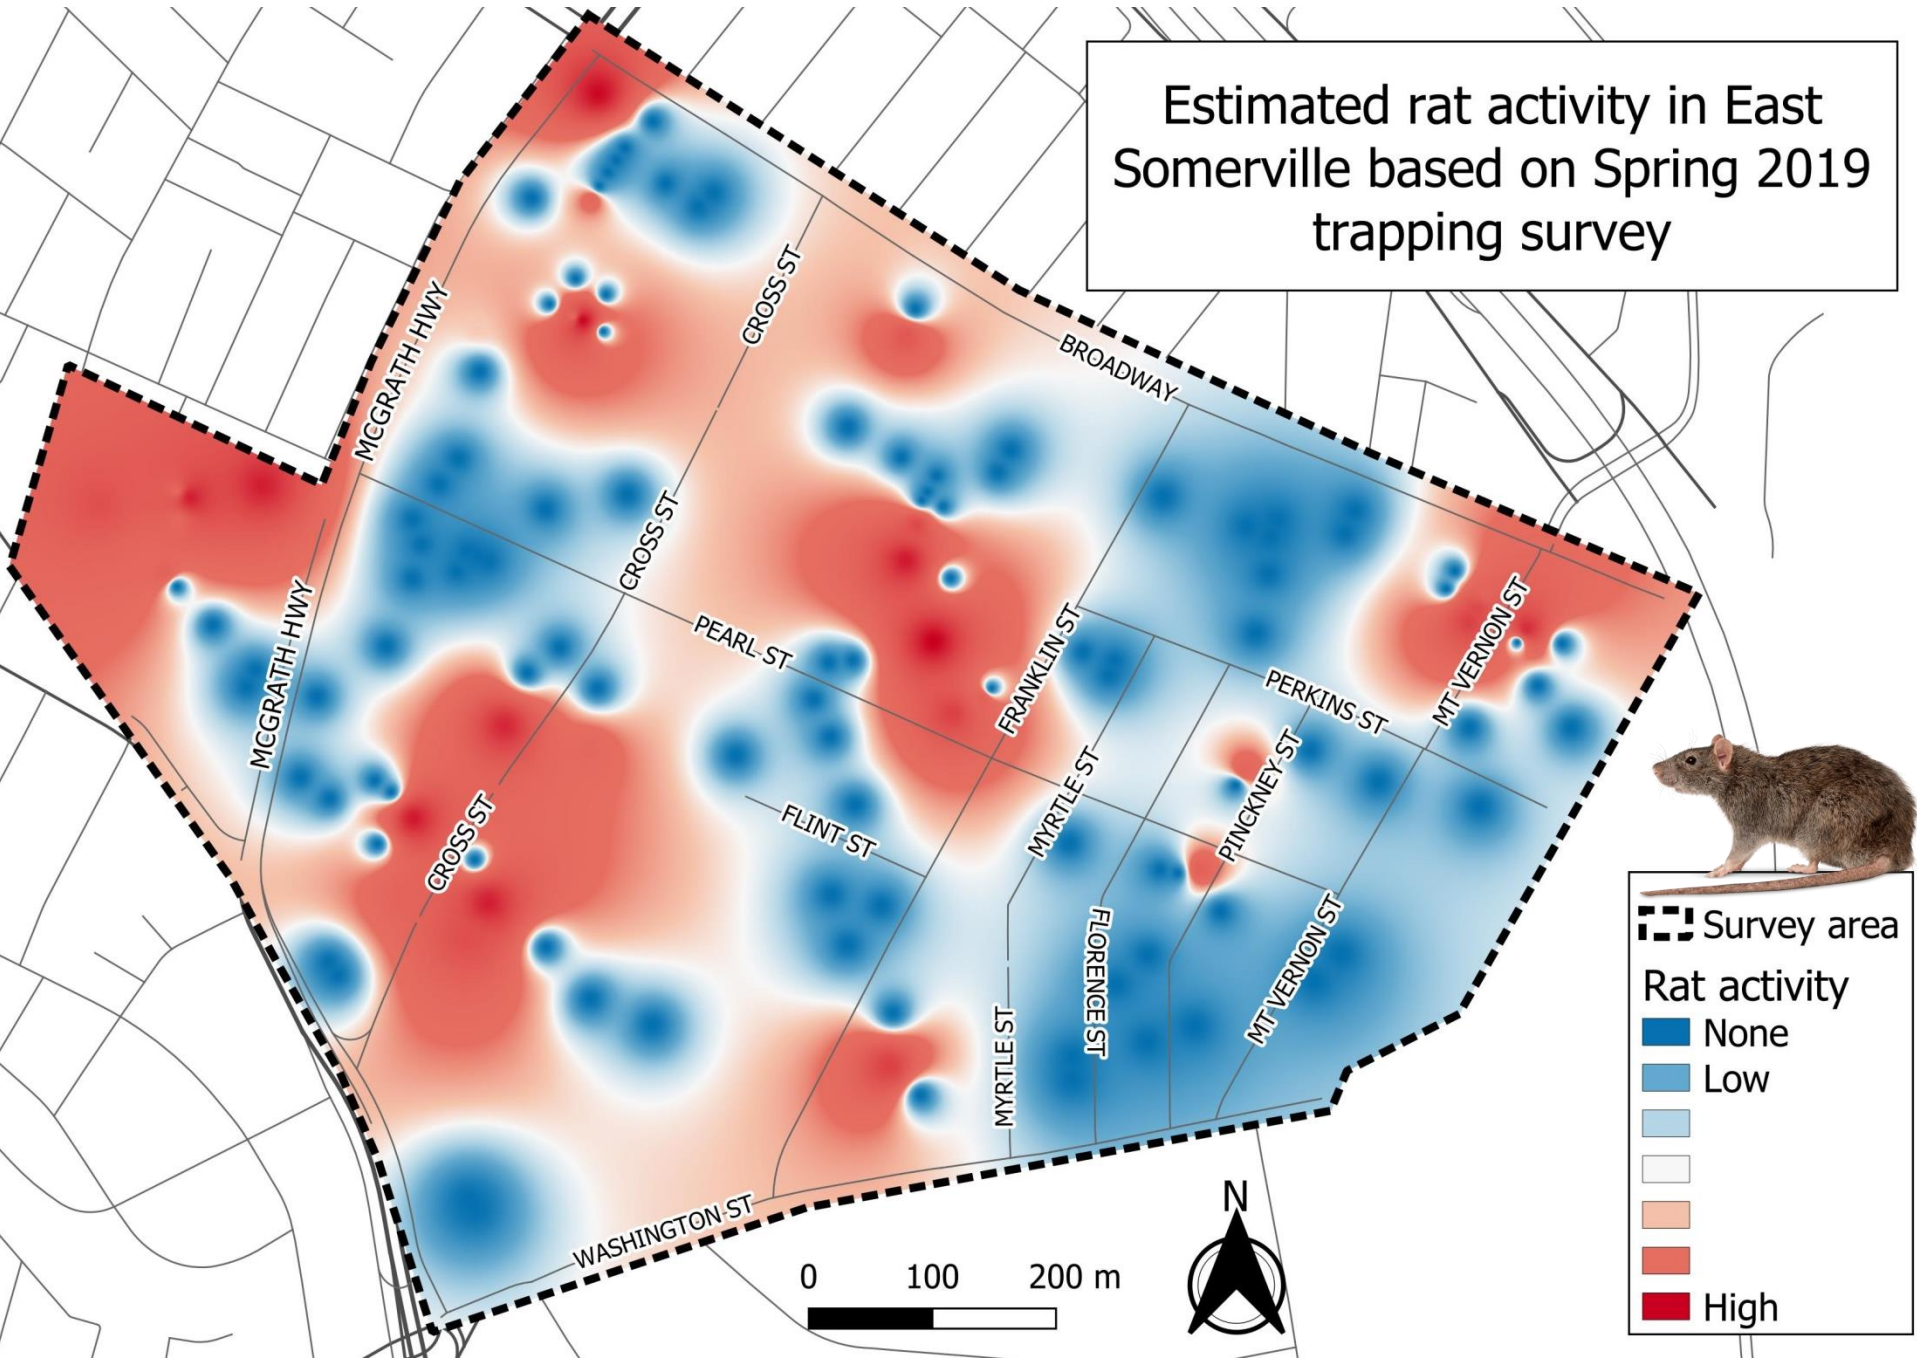 Estimated rat activity in East
Somerville based on Spring 2019
trapping survey
CROSS ST
MCGRATH HWY
BROADWAY
CROSS ST
PEARL ST
MCGRATH HWY
FRANKLIN ST
MT VERNON ST
PERKINS ST
MYRTLE ST
PINCKNEY ST
FLINT ST
CROSS ST
FLORENCE ST
MT VERNON ST
MYRTLE ST
WASHINGTON ST
N
0 100 200 m
Survey area
Rat activity
None
Low
High